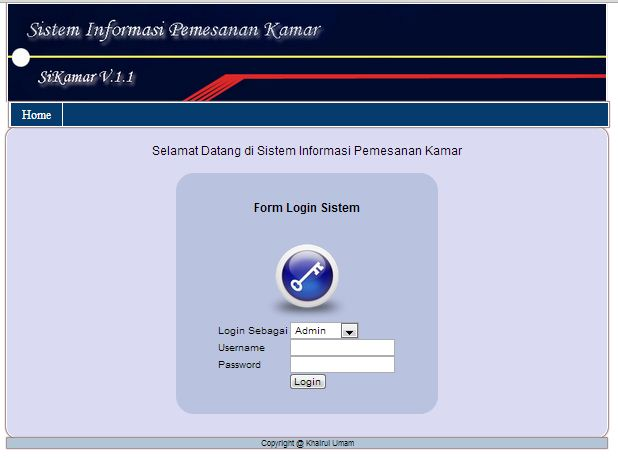 Sistem Informasi Pemesanan Kamar
SiKamar V.1.1
Home
Selamat Datang di Sistem Informasi Pemesanan Kamar
Form Login Sistem
Login Sebagai Admin
Username
Password
Login
Copyright @ Khairul Umam